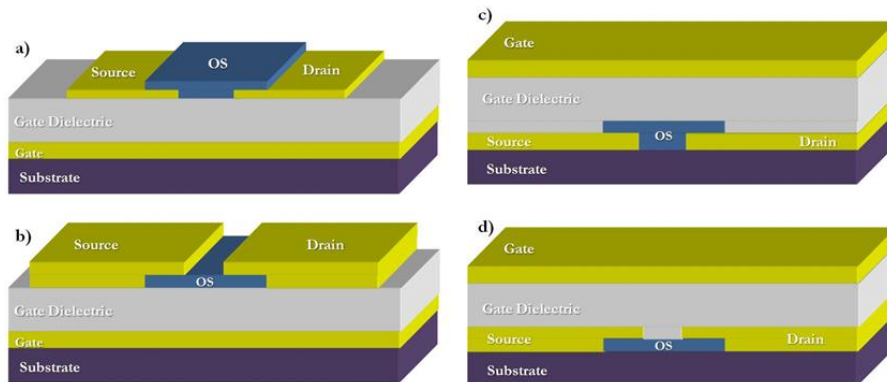 a)
Source
OS
Drain
Gate Dielectric
Gate
Substrate
b)
Source
Drain
OS
Gate Dielectric
Gate
Substrate
c)
Gate
Gate Dielectric
OS
Source
Drain
Substrate
d)
Gate
Gate Dielectric
Source
Drain
OS
Substrate